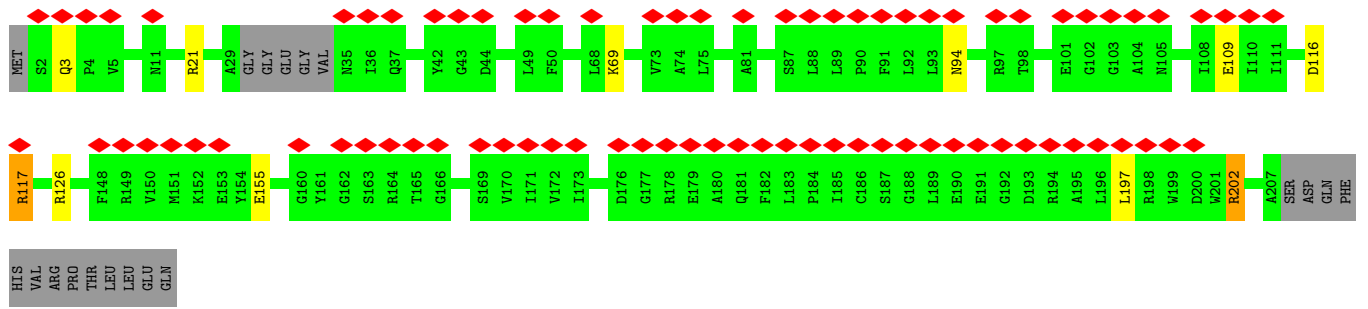 MET S2 Q3 P4 V5 N11 R21 A29 GLY GLY GLU GLY VAL N35 I36 Q37 Y42 G43 D44 L49 F50 L68 K69 V73 A74 L75 A81 S87 L88 L89 P90 F91 L92 L93 N94 R97 T98 E101 G102 G103 A104 N105 I108 E109 I110 I111 D116
R117 R126 F148 R149 V150 M151 K152 E153 Y154 E155 G160 Y161 G162 S163 R164 T165 G166 S169 V170 I171 V172 I173 D176 G177 R178 E179 A180 Q181 F182 L183 P184 I185 C186 S187 G188 L189 E190 E191 G192 D193 R194 A195 L196 L197 R198 W199 D200 W201 R202 A207 SER ASP GLN PHE
HIS VAL ARG PRO THR LEU LEU GLU GLN